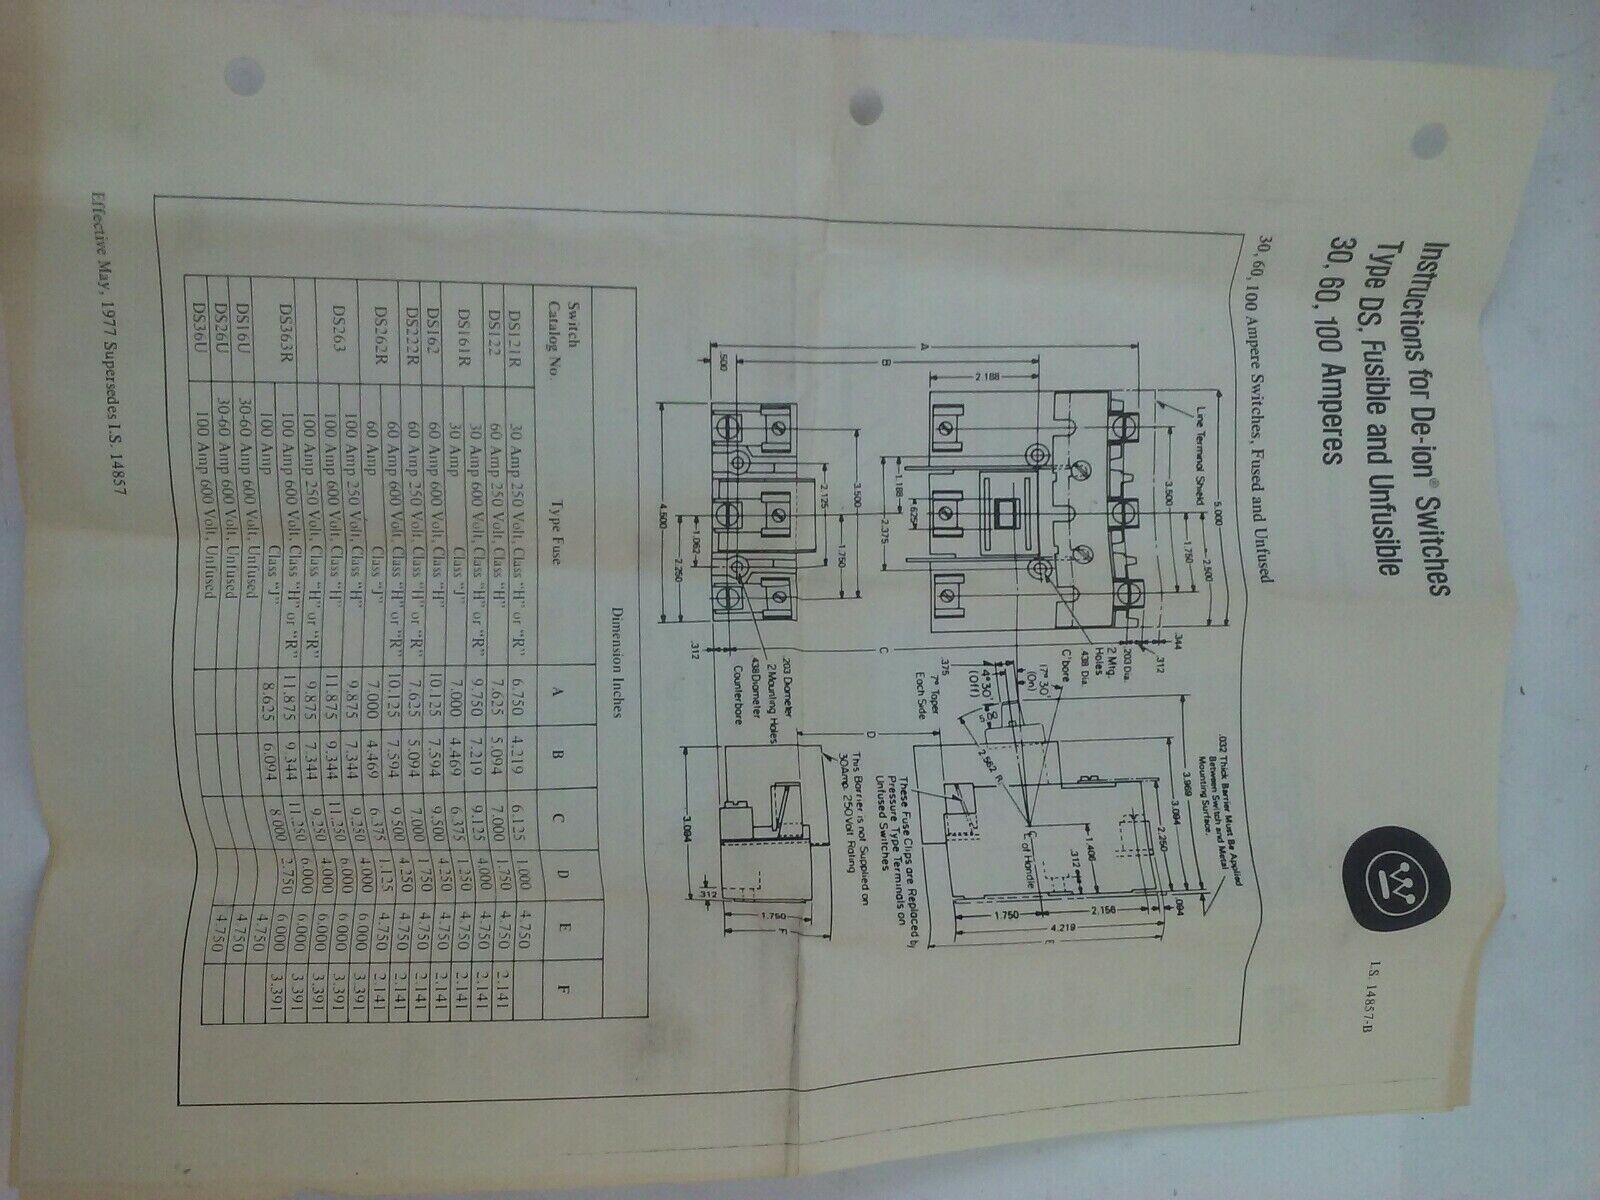 Instructions for De-ion® Switches
Type DS, Fusible and Unfusible
30, 60, 100 Amperes
I.S. 14857-B
30, 60, 100 Ampere Switches, Fused and Unfused
5.000
2.500
3.500
1.750
Line Terminal Shield
.344
.312
.203 Dia.
2 Mtg.
Holes
.438 Dia.
C'bore
A
B
2.188
1.188
.625
2.375
3.500
1.750
2.125
.500
1.062
2.250
4.500
C
.312
.203 Diameter
2 Mounting Holes
.438 Diameter
Counterbore
17° 30'
(On)
4° 30'
(Off)
.375
7° Taper
Each Side
2.562 R.
D
.032 Thick Barrier Must Be Applied
Between Switch and Metal
Mounting Surface.
3.969
3.094
2.250
.094
1.406
.312
℄ of Handle
1.750
2.156
4.219
E
These Fuse Clips are Replaced by
Pressure Type Terminals on
Unfused Switches
This Barrier is not Supplied on
30Amp. 250Volt Rating
3.094
1.750
F
Dimension Inches
Switch Catalog No. Type Fuse A B C D E F
DS121R 30 Amp 250 Volt, Class "H" or "R" 6.750 4.219 6.125 1.000 4.750
DS122 60 Amp 250 Volt, Class "H" or "R" 7.625 5.094 7.000 1.750 4.750 2.141
DS161R 30 Amp 600 Volt, Class "H" or "R" 9.750 7.219 9.125 4.000 4.750 2.141
30 Amp Class "J" 7.000 4.469 6.375 1.250 4.750 2.141
DS162 60 Amp 600 Volt, Class "H" 10.125 7.594 9.500 4.250 4.750 2.141
DS222R 60 Amp 250 Volt, Class "H" or "R" 7.625 5.094 7.000 1.750 4.750 2.141
DS262R 60 Amp 600 Volt, Class "H" or "R" 10.125 7.594 9.500 4.250 4.750 2.141
60 Amp Class "J" 7.000 4.469 6.375 1.125 4.750 2.141
DS263 100 Amp 250 Volt, Class "H" 9.875 7.344 9.250 4.000 6.000 3.391
100 Amp 600 Volt, Class "H" 11.875 9.344 11.250 6.000 6.000 3.391
DS363R 100 Amp 250 Volt, Class "H" or "R" 9.875 7.344 9.250 4.000 6.000 3.391
100 Amp 600 Volt, Class "H" or "R" 11.875 9.344 11.250 6.000 6.000 3.391
100 Amp Class "J" 8.625 6.094 8.000 2.750 6.000 3.391
DS16U 30-60 Amp 600 Volt, Unfused 4.750
DS26U 30-60 Amp 600 Volt, Unfused 4.750
DS36U 100 Amp 600 Volt, Unfused 4.750
Effective May, 1977 Supersedes I.S. 14857